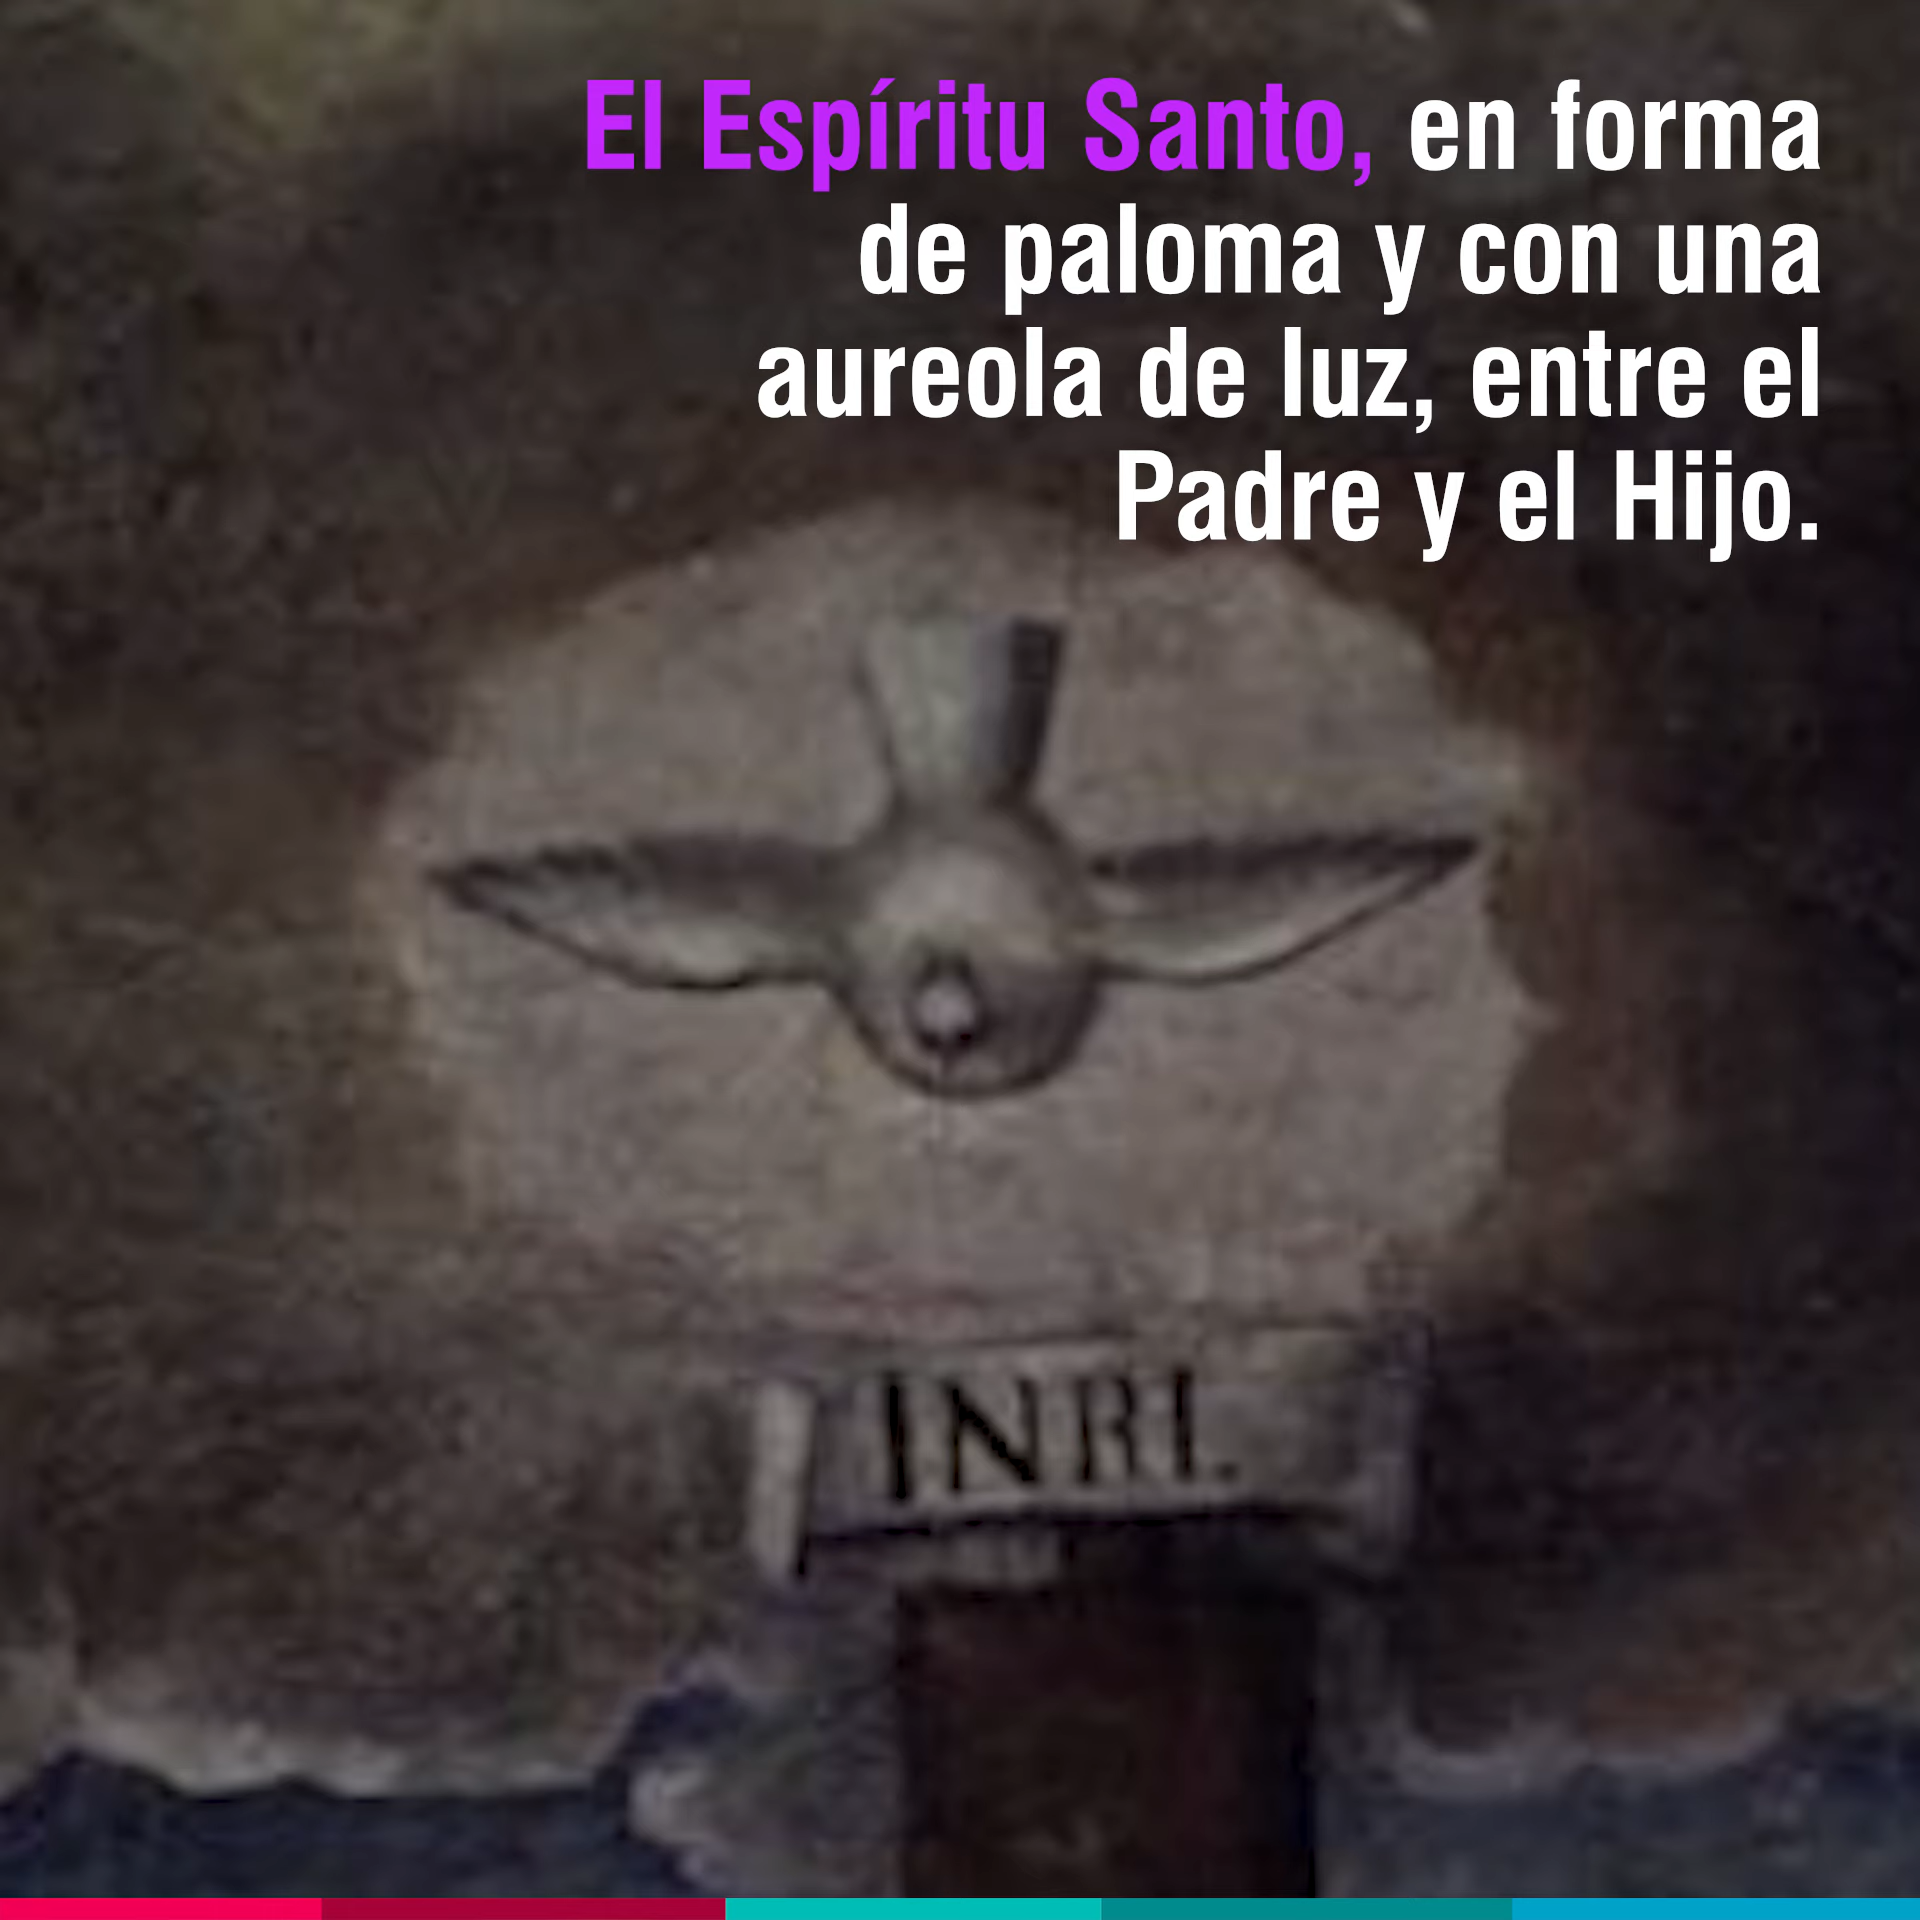 El Espíritu Santo, en forma
de paloma y con una
aureola de luz, entre el
Padre y el Hijo.
INRI.